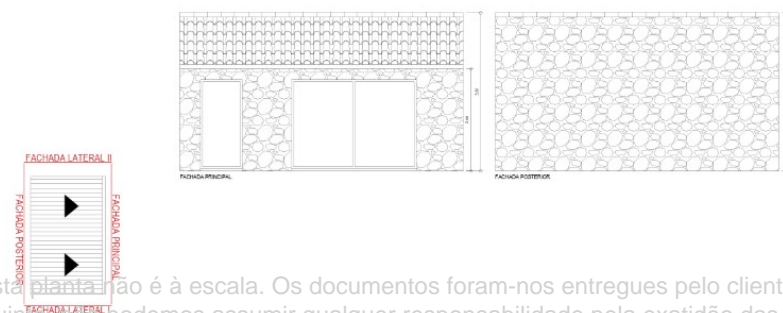 FACHADA PRINCIPAL
FACHADA POSTERIOR
FACHADA LATERAL II
FACHADA POSTERIOR
FACHADA PRINCIPAL
FACHADA LATERAL I
planta não é à escala. Os documentos foram-nos entregues pelo client
podemos assumir qualquer responsabilidade pela exatidão das